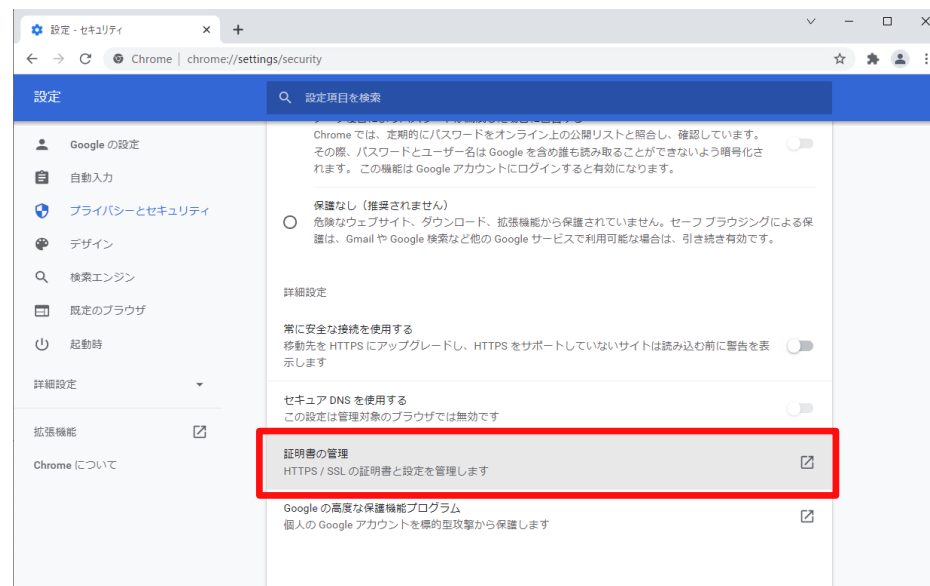 設定 - セキュリティ
Chrome | chrome://settings/security
設定
設定項目を検索
Google の設定
自動入力
プライバシーとセキュリティ
デザイン
検索エンジン
既定のブラウザ
起動時
詳細設定
拡張機能
Chrome について
Chrome では、定期的にパスワードをオンライン上の公開リストと照合し、確認しています。
その際、パスワードとユーザー名は Google を含め誰も読み取ることができないよう暗号化さ
れます。 この機能は Google アカウントにログインすると有効になります。
保護なし（推奨されません）
危険なウェブサイト、ダウンロード、拡張機能から保護されていません。セーフ ブラウジングによる保
護は、Gmail や Google 検索など他の Google サービスで利用可能な場合は、引き続き有効です。
詳細設定
常に安全な接続を使用する
移動先を HTTPS にアップグレードし、HTTPS をサポートしていないサイトは読み込む前に警告を表
示します
セキュア DNS を使用する
この設定は管理対象のブラウザでは無効です
証明書の管理
HTTPS / SSL の証明書と設定を管理します
Google の高度な保護機能プログラム
個人の Google アカウントを標的型攻撃から保護します